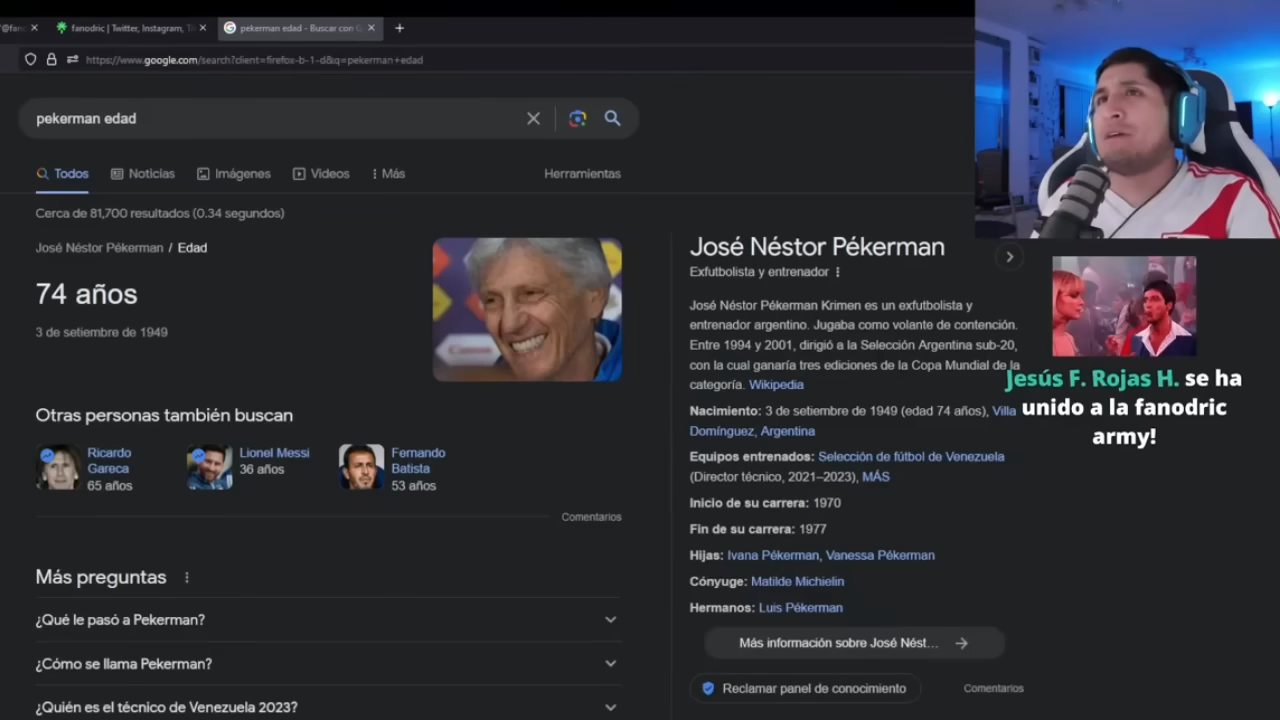 fanodric | Twitter, Instagram,
pekerman edad - Buscar con G
https://www.google.com/search?client=firefox-b-1-d&q=pekerman+edad
pekerman edad
Todos
Noticias
Imágenes
Videos
Más
Herramientas
Cerca de 81,700 resultados (0.34 segundos)
José Néstor Pékerman / Edad
74 años
3 de setiembre de 1949
Otras personas también buscan
Ricardo
Gareca
65 años
Lionel Messi
36 años
Fernando
Batista
53 años
Comentarios
Más preguntas
¿Qué le pasó a Pekerman?
¿Cómo se llama Pekerman?
¿Quién es el técnico de Venezuela 2023?
José Néstor Pékerman
Exfutbolista y entrenador
José Néstor Pékerman Krimen es un exfutbolista y
entrenador argentino. Jugaba como volante de contención.
Entre 1994 y 2001, dirigió a la Selección Argentina sub-20,
con la cual ganaría tres ediciones de la Copa Mundial de la
categoría. Wikipedia
Nacimiento: 3 de setiembre de 1949 (edad 74 años), Villa
Domínguez, Argentina
Equipos entrenados: Selección de fútbol de Venezuela
(Director técnico, 2021–2023), MÁS
Inicio de su carrera: 1970
Fin de su carrera: 1977
Hijas: Ivana Pékerman, Vanessa Pékerman
Cónyuge: Matilde Michielin
Hermanos: Luis Pékerman
Más información sobre José Nést...
Reclamar panel de conocimiento
Comentarios
Jesús F. Rojas H. se ha
unido a la fanodric
army!